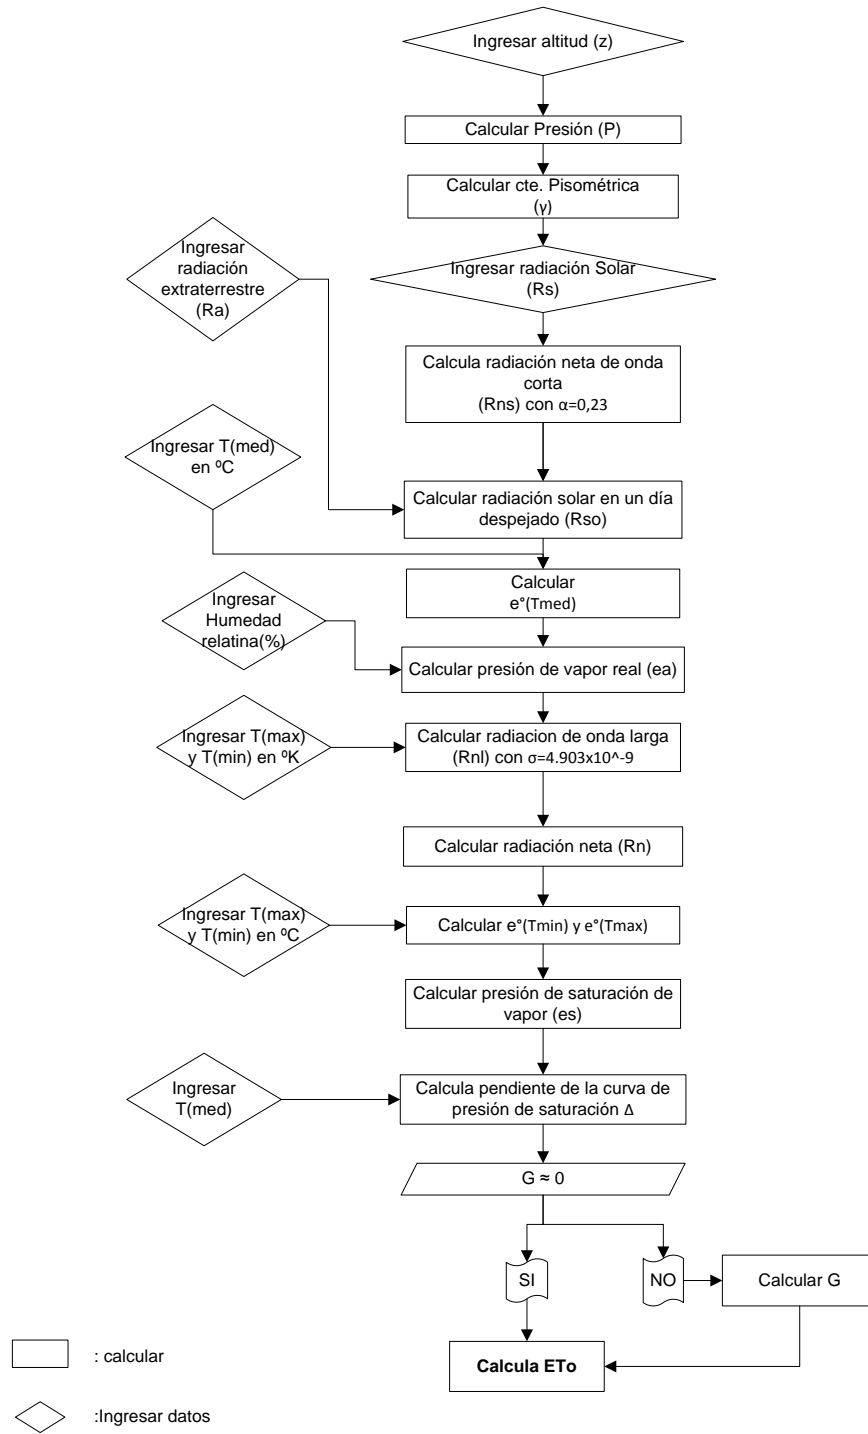 Ingresar altitud (z)
Calcular Presión (P)
Calcular cte. Pisométrica
(γ)
Ingresar
radiación
extraterrestre
(Ra)
Ingresar radiación Solar
(Rs)
Calcula radiación neta de onda
corta
(Rns) con α=0,23
Ingresar T(med)
en ºC
Calcular radiación solar en un día
despejado (Rso)
Calcular
e°(Tmed)
Ingresar
Humedad
relatina(%)
Calcular presión de vapor real (ea)
Ingresar T(max)
y T(min) en ºK
Calcular radiacion de onda larga
(Rnl) con σ=4.903x10^-9
Calcular radiación neta (Rn)
Ingresar T(max)
y T(min) en ºC
Calcular e°(Tmin) y e°(Tmax)
Calcular presión de saturación de
vapor (es)
Ingresar
T(med)
Calcula pendiente de la curva de
presión de saturación Δ
G ≈ 0
SI
NO
Calcular G
Calcula ETo
: calcular
:Ingresar datos